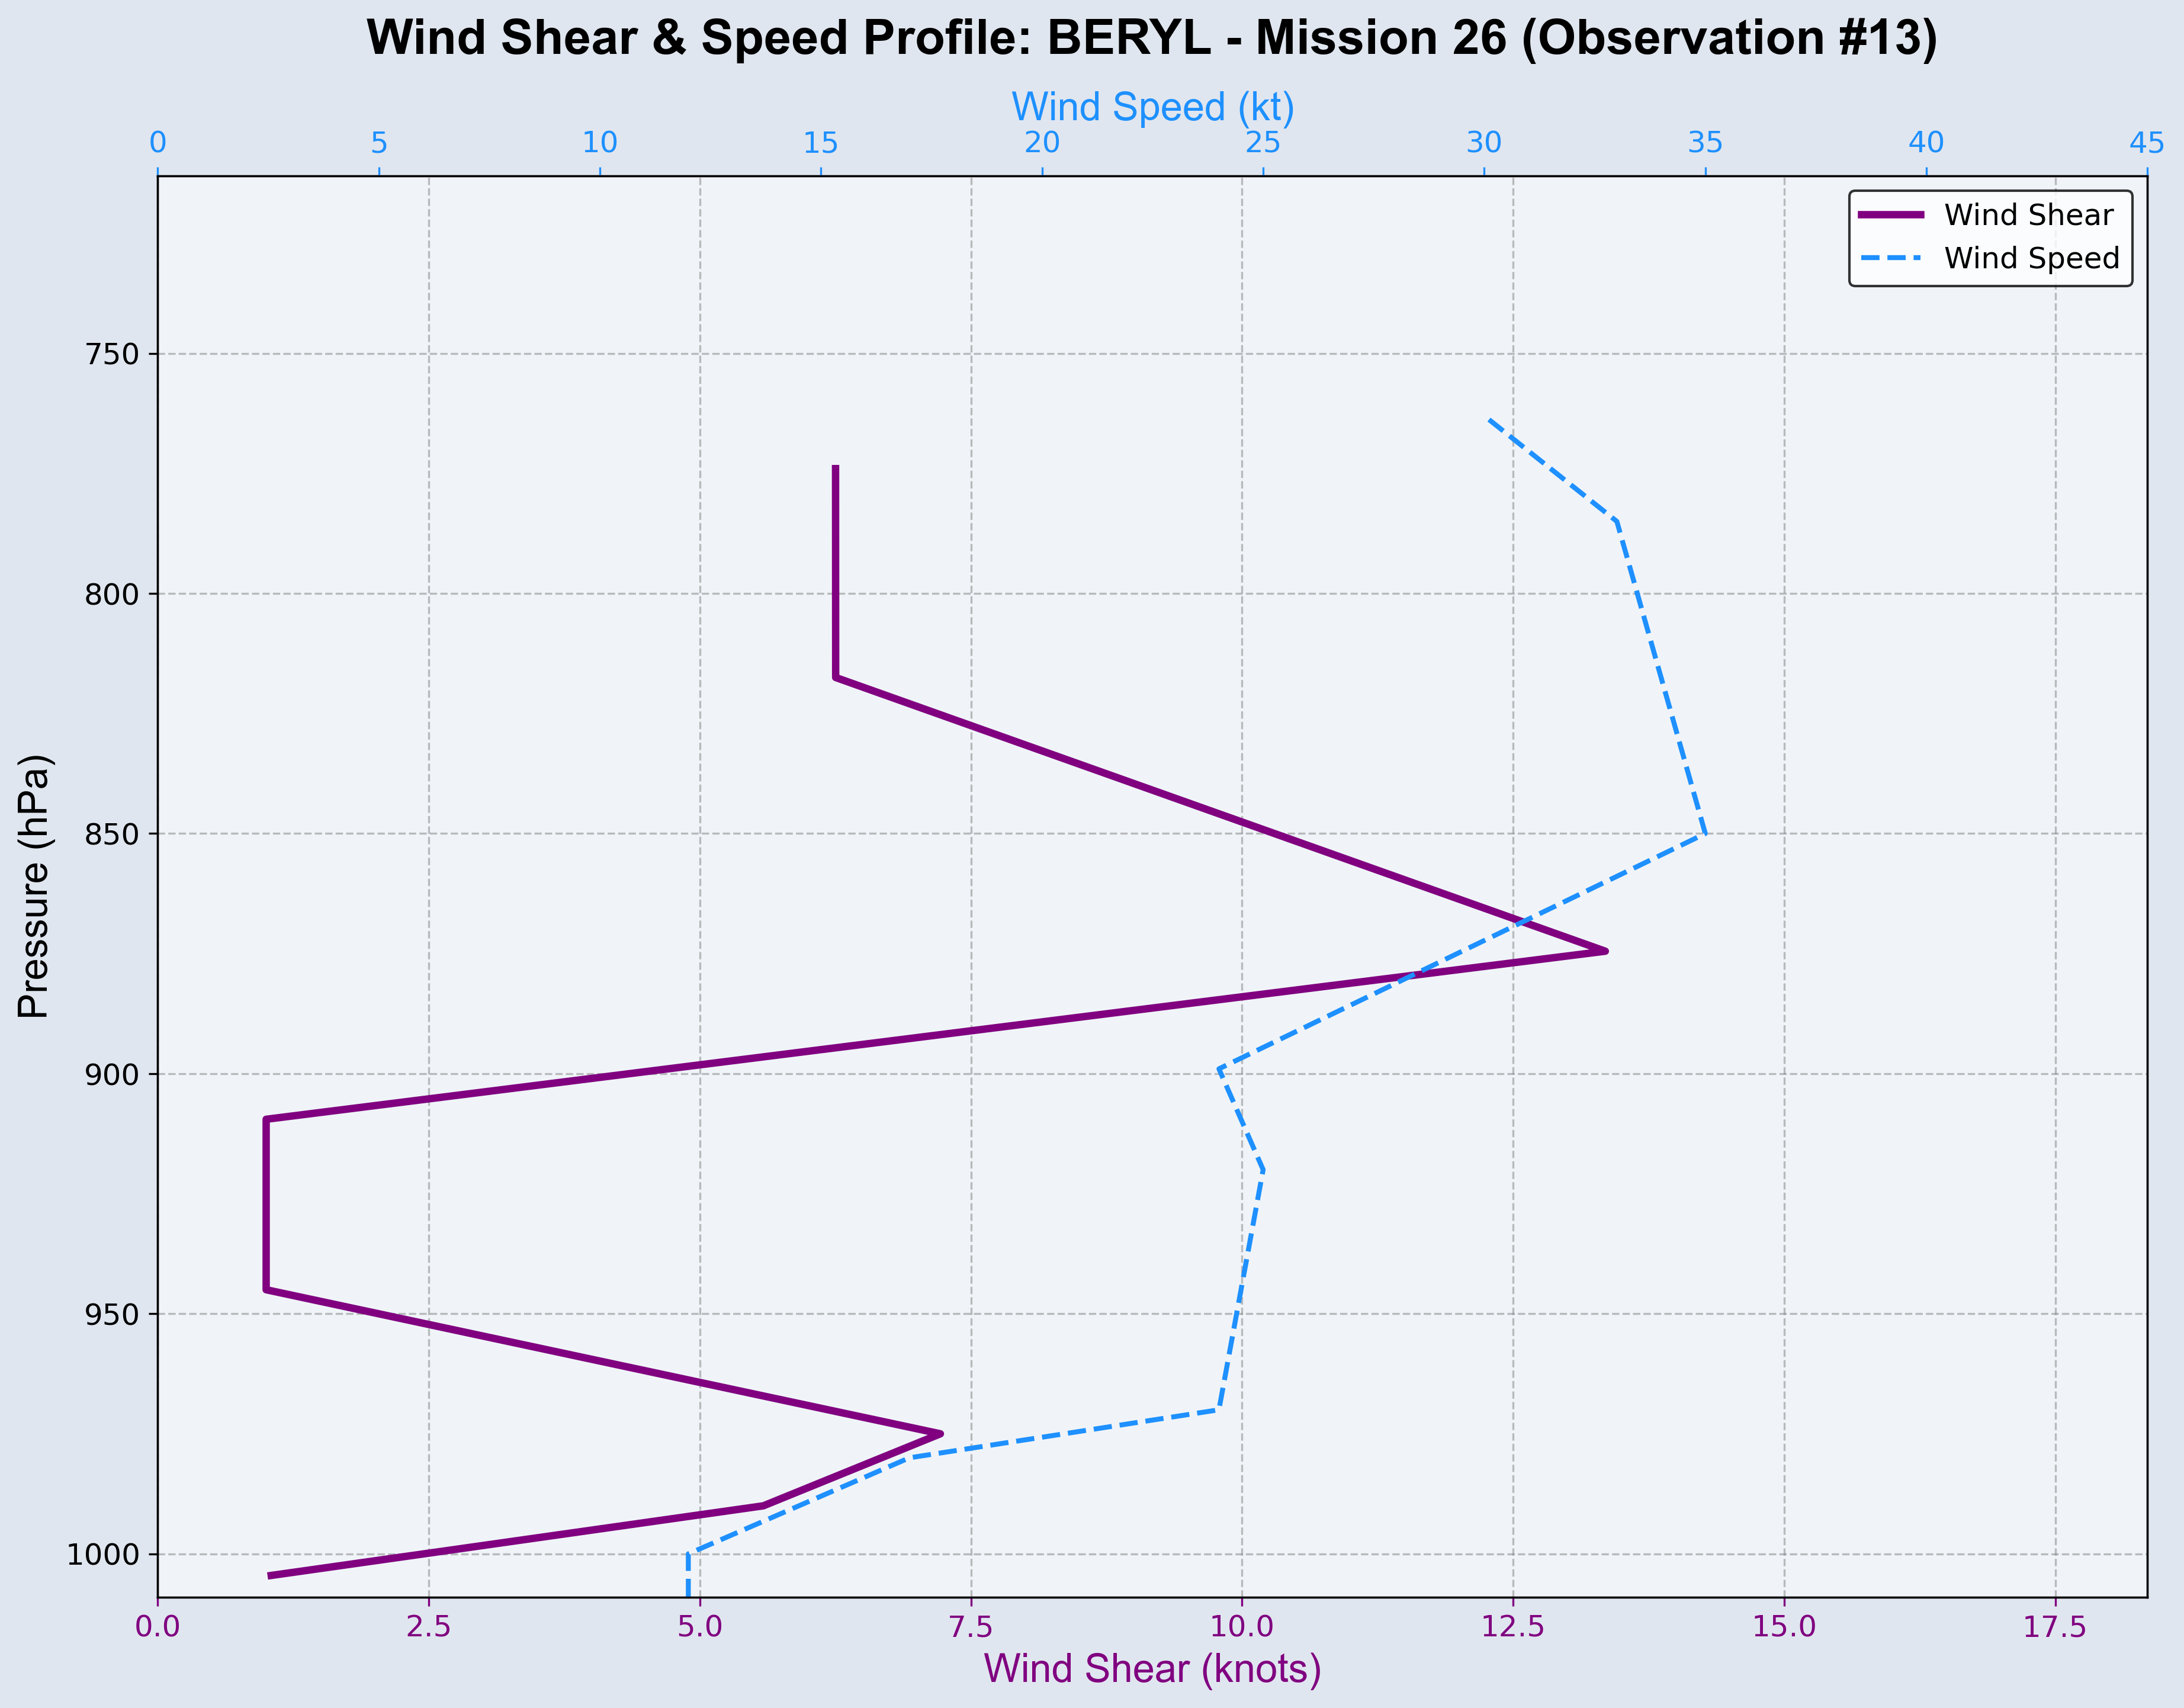 Wind Shear & Speed Profile: BERYL - Mission 26 (Observation #13)
Wind Speed (kt)
0 5 10 15 20 25 30 35 40 45
Wind Shear
Wind Speed
750
800
850
900
950
1000
Pressure (hPa)
0.0 2.5 5.0 7.5 10.0 12.5 15.0 17.5
Wind Shear (knots)